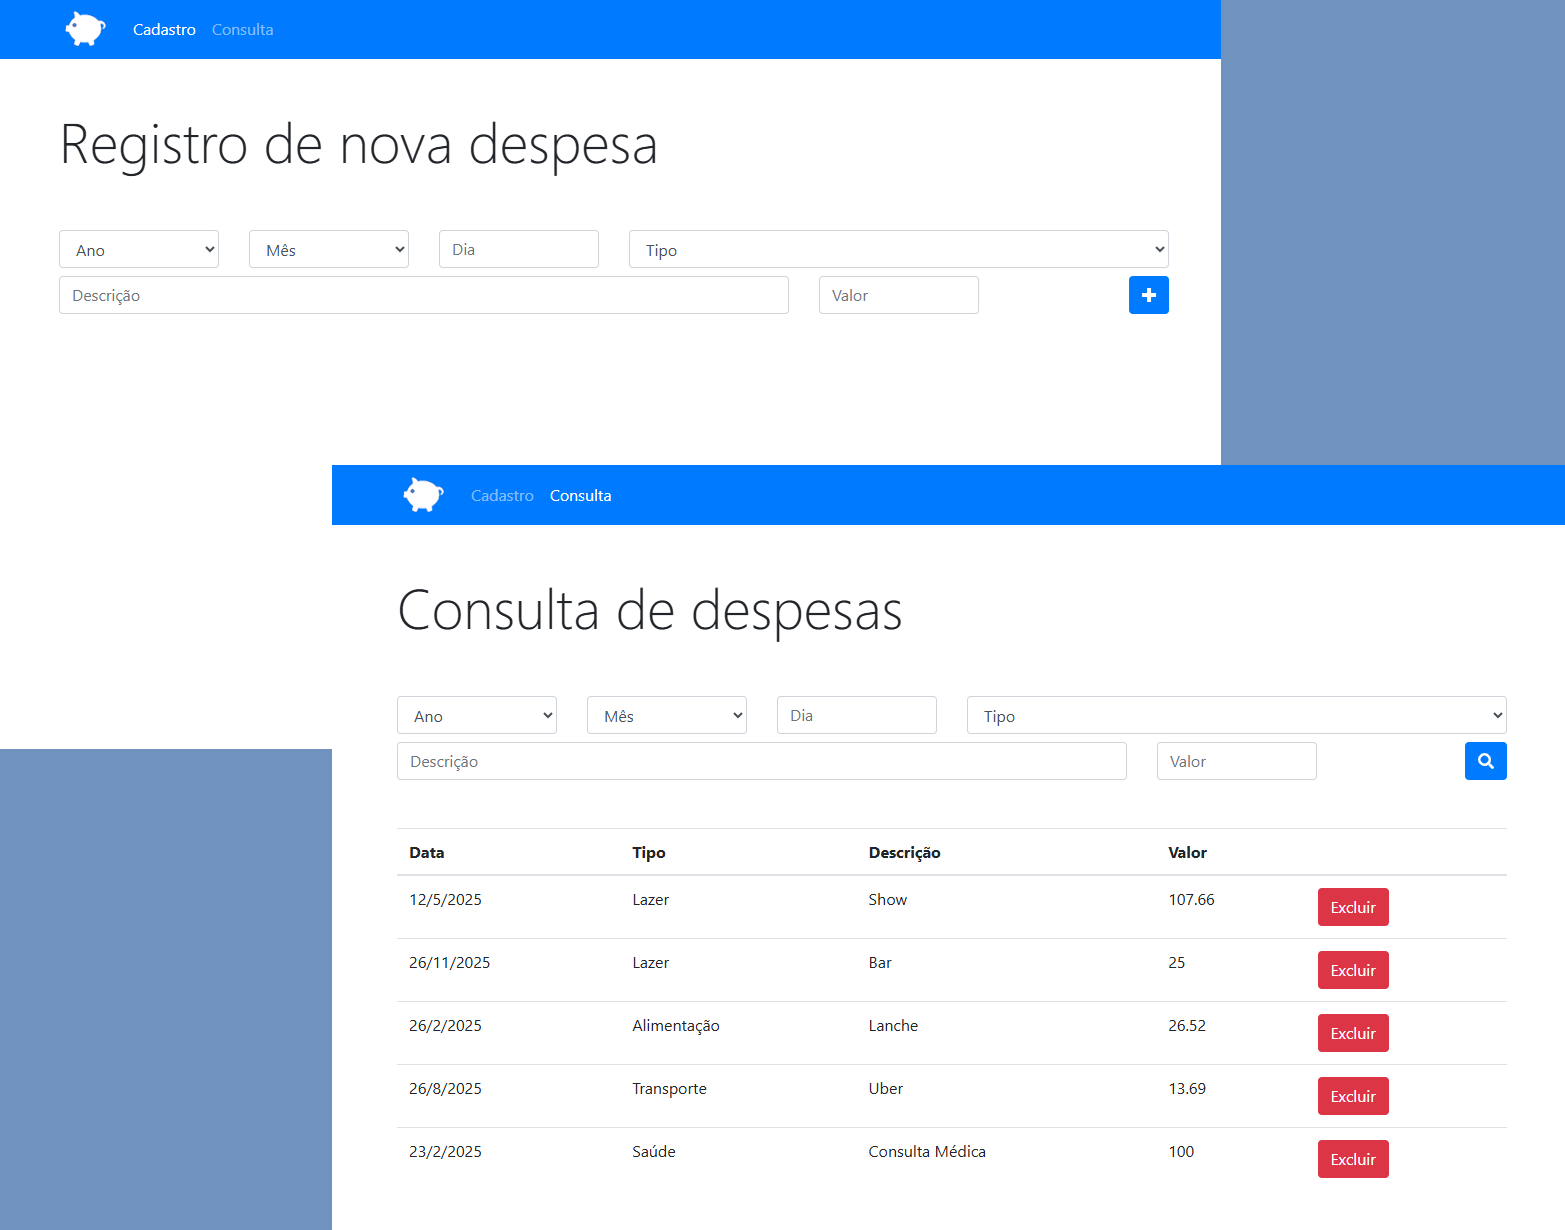 Cadastro Consulta
Registro de nova despesa
Ano Mês Dia Tipo
Descrição Valor
Cadastro Consulta
Consulta de despesas
Ano Mês Dia Tipo
Descrição Valor
Data Tipo Descrição Valor
12/5/2025 Lazer Show 107.66 Excluir
26/11/2025 Lazer Bar 25 Excluir
26/2/2025 Alimentação Lanche 26.52 Excluir
26/8/2025 Transporte Uber 13.69 Excluir
23/2/2025 Saúde Consulta Médica 100 Excluir